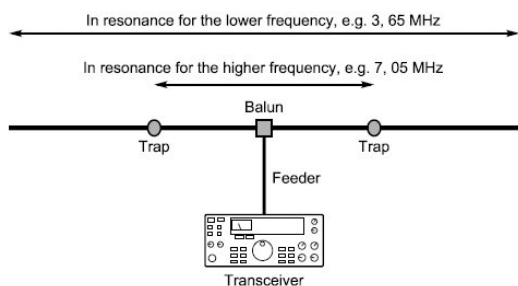 In resonance for the lower frequency, e.g. 3, 65 MHz
In resonance for the higher frequency, e.g. 7, 05 MHz
Balun
Trap
Trap
Feeder
Transceiver